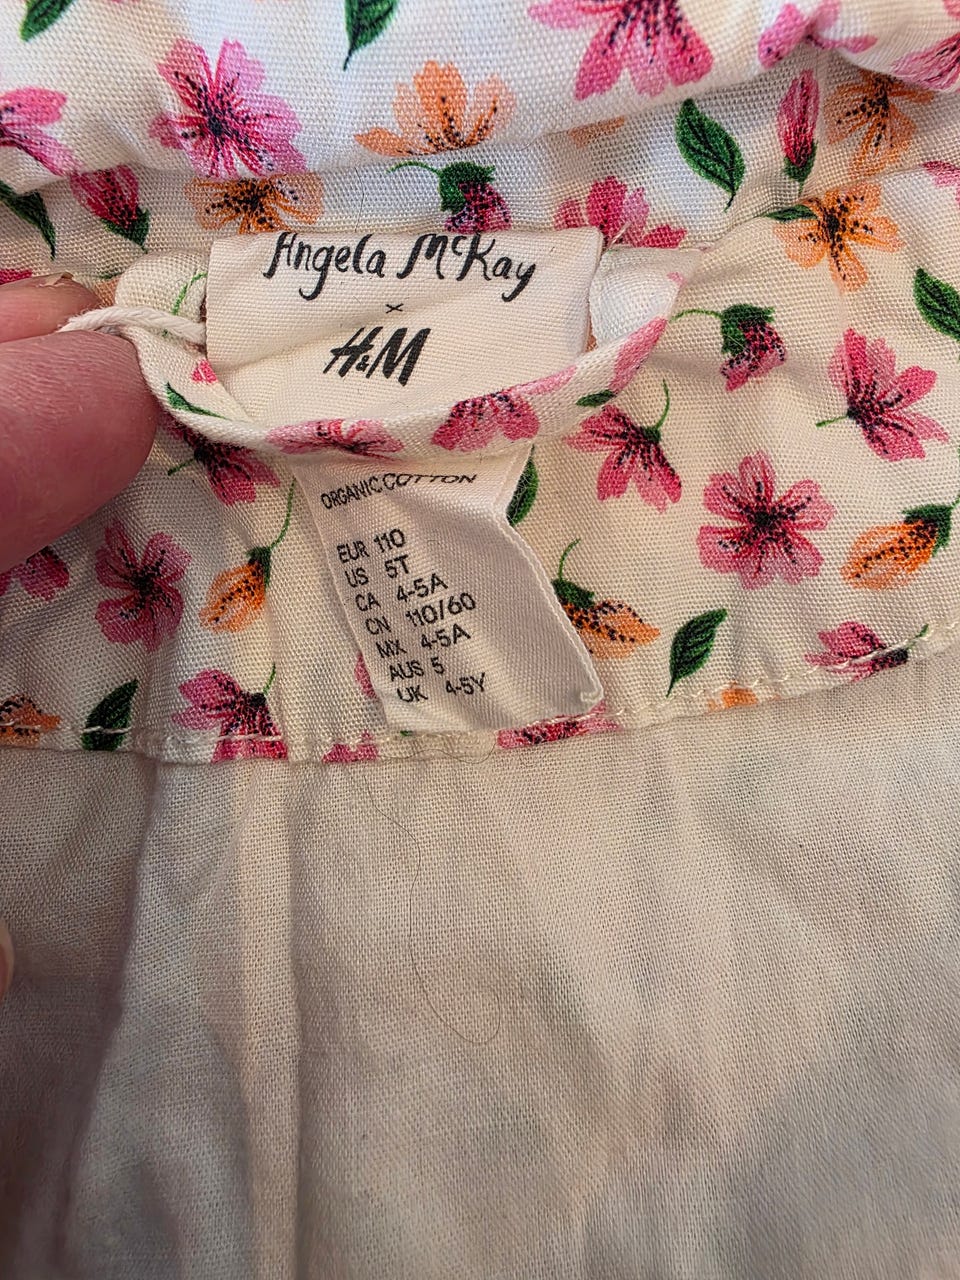 Angela McKay
x
H&M
ORGANIC COTTON
EUR 110
US 5T
CA 4-5A
CN 110/60
MX 4-5A
AUS 5
UK 4-5Y